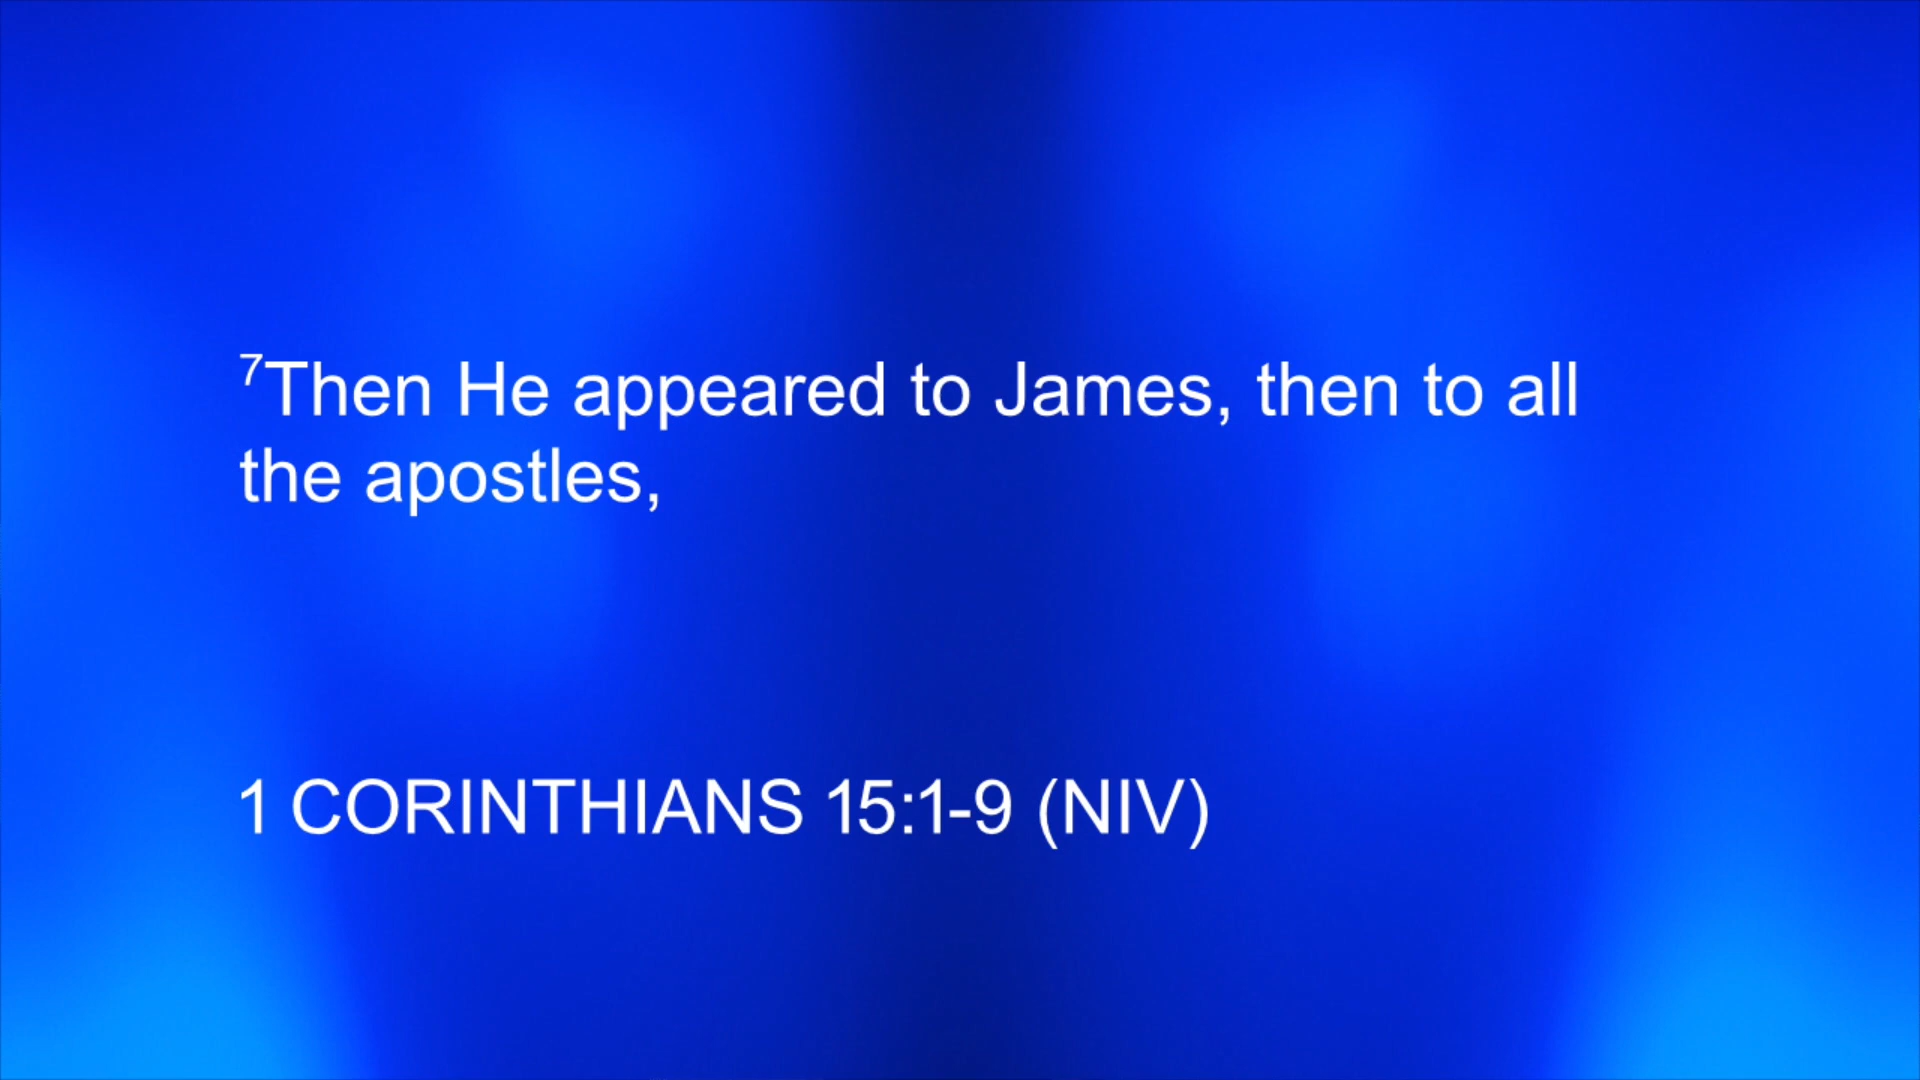 ⁷Then He appeared to James, then to all
the apostles,
1 CORINTHIANS 15:1-9 (NIV)